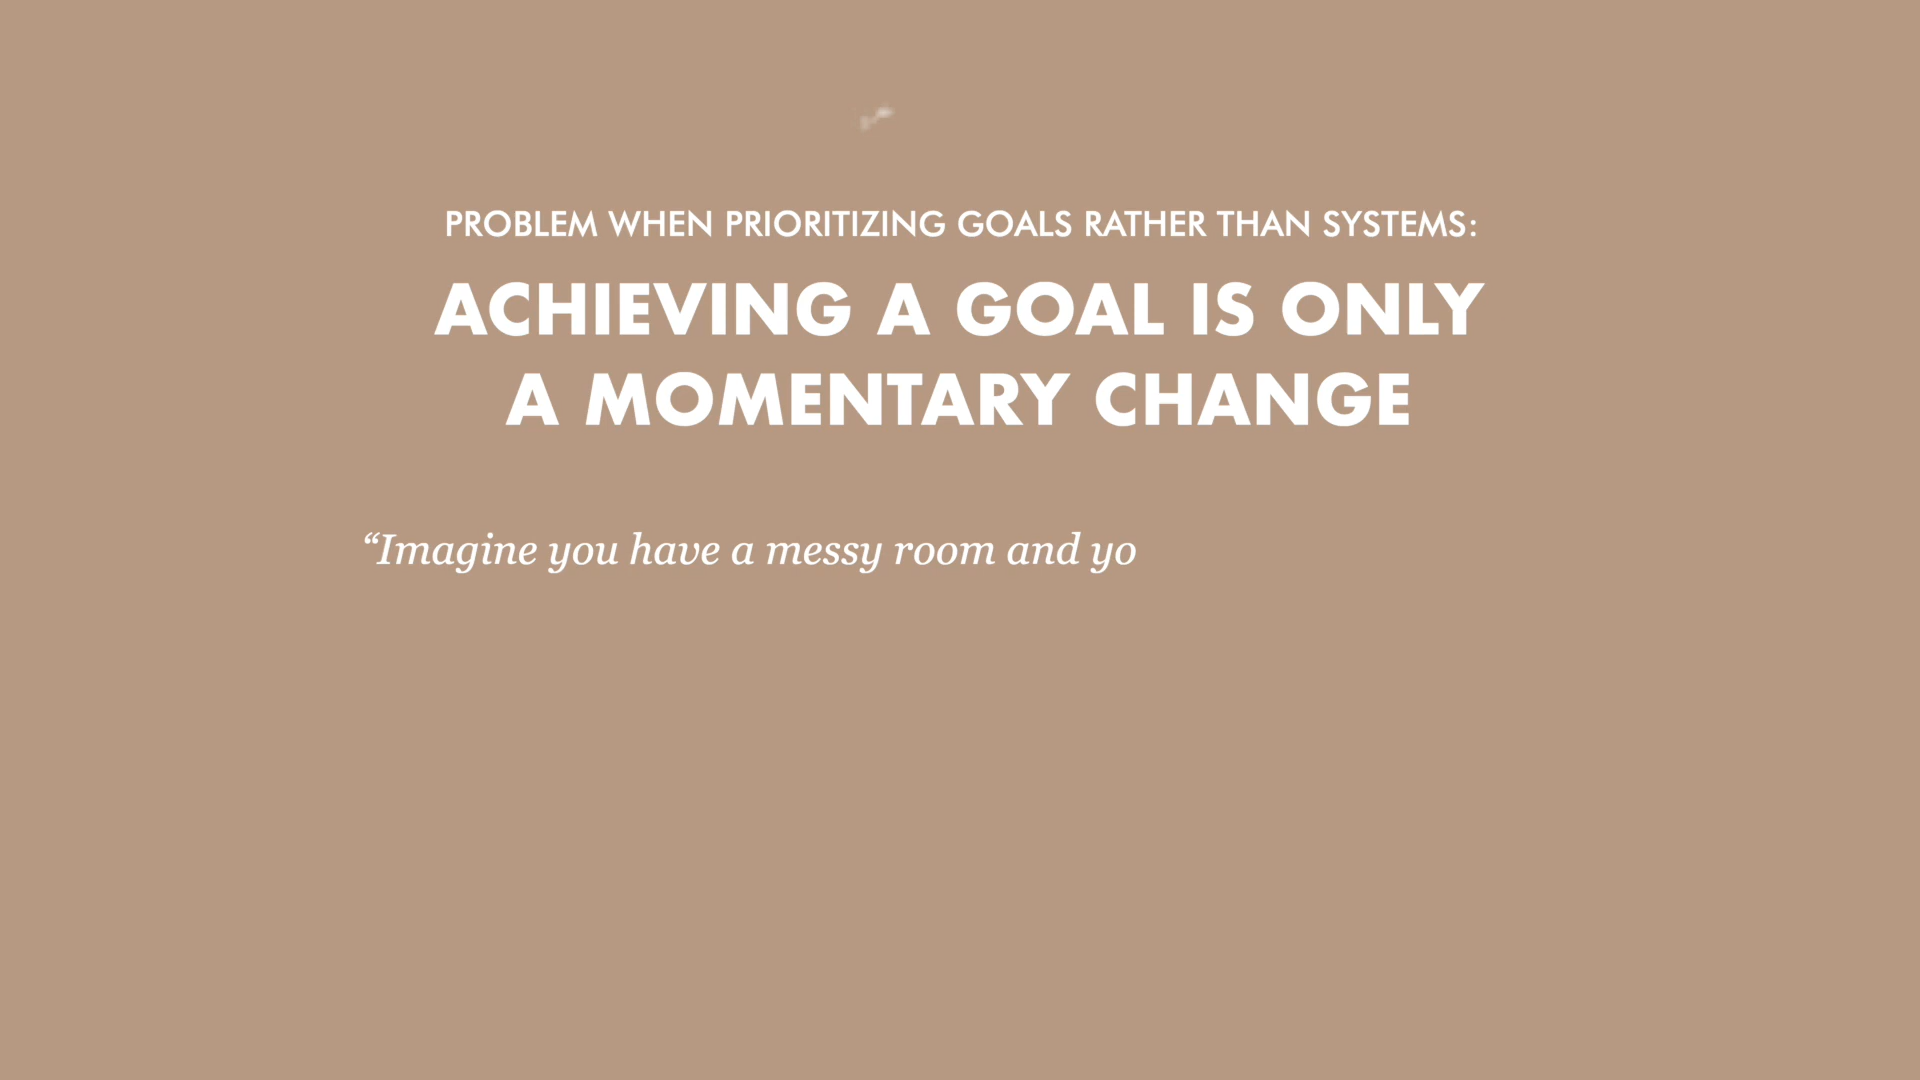 PROBLEM WHEN PRIORITIZING GOALS RATHER THAN SYSTEMS:
ACHIEVING A GOAL IS ONLY
A MOMENTARY CHANGE
“Imagine you have a messy room and yo